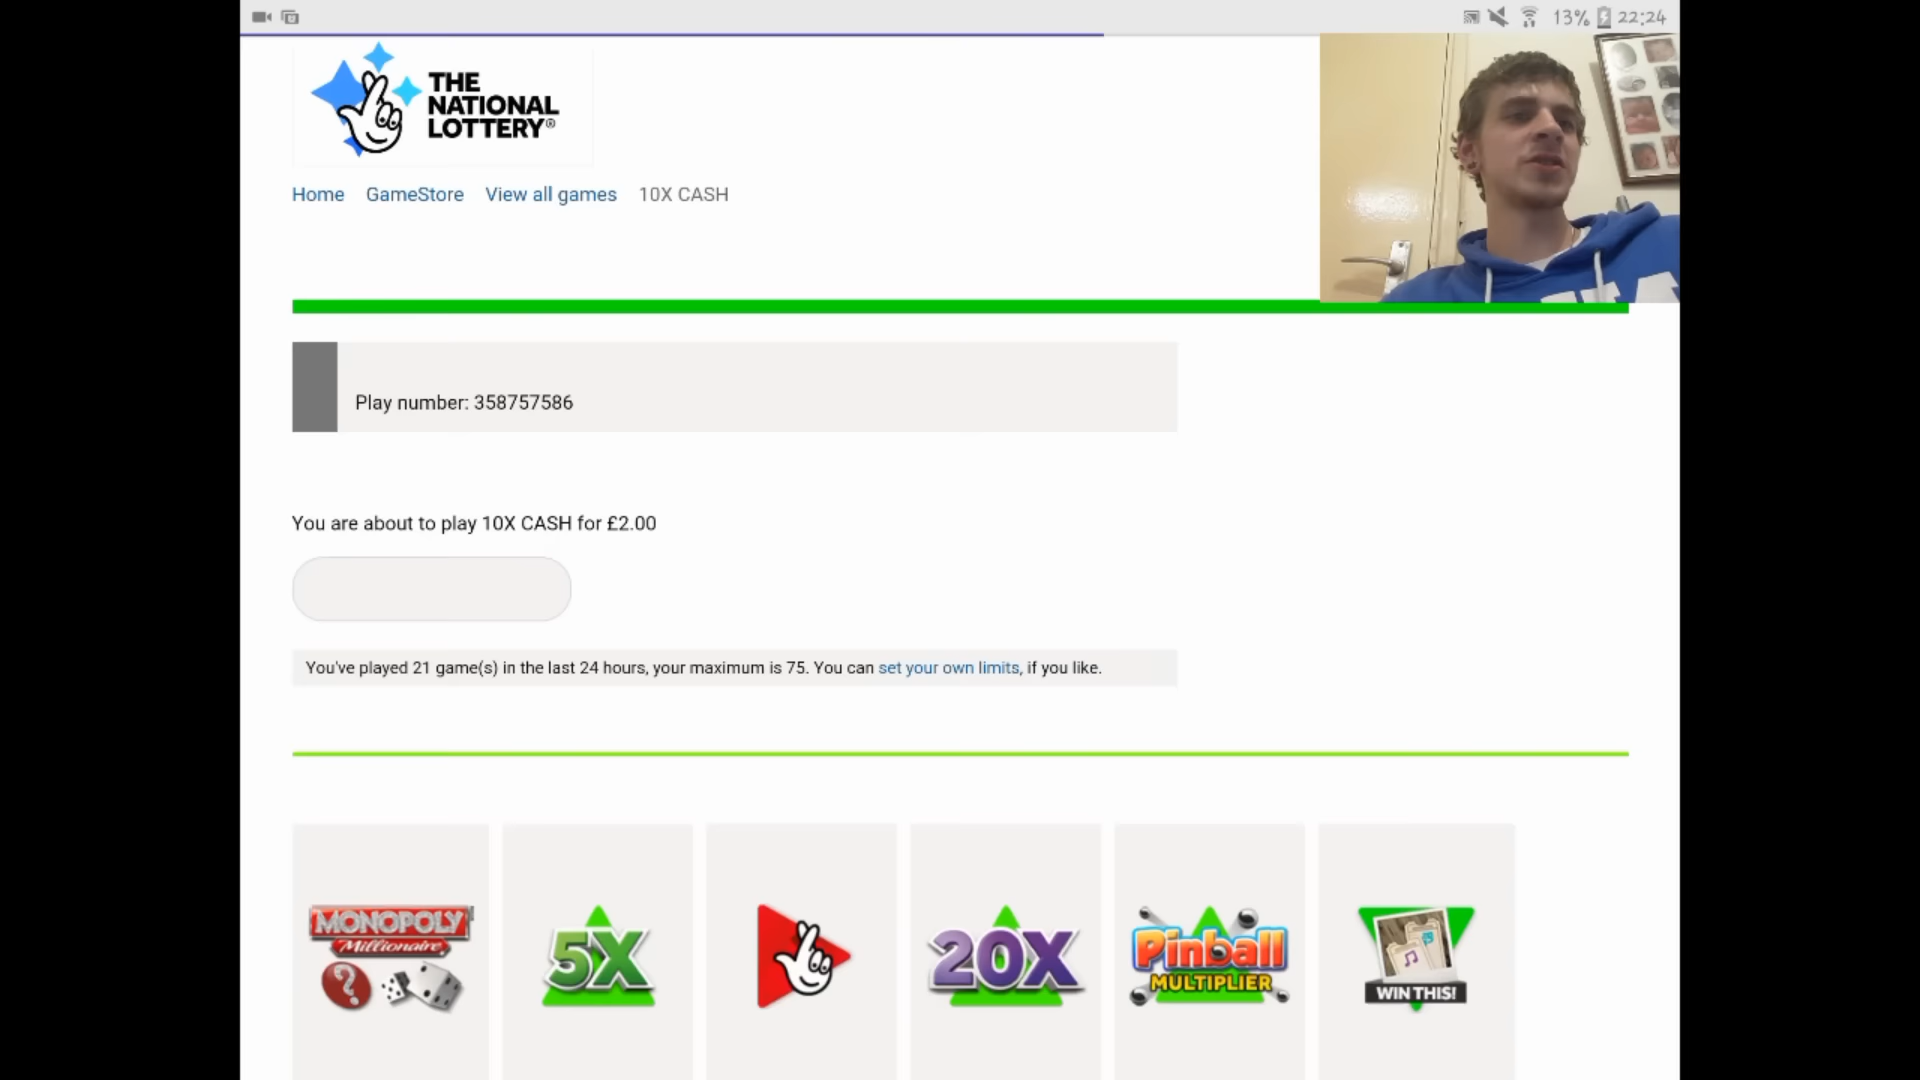 13% 22:24
THE
NATIONAL
LOTTERY®
Home GameStore View all games 10X CASH
Play number: 358757586
You are about to play 10X CASH for £2.00
You've played 21 game(s) in the last 24 hours, your maximum is 75. You can set your own limits, if you like.
MONOPOLY
Millionaire
?
5X
20X
Pinball
MULTIPLIER
WIN THIS!